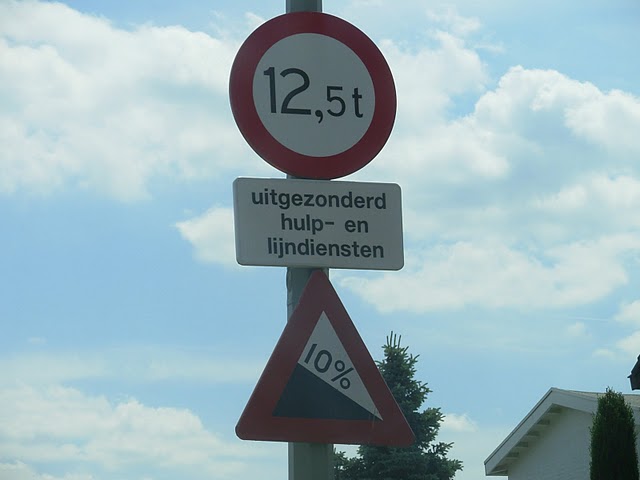 12,5t
uitgezonderd
hulp- en
lijndiensten
10%